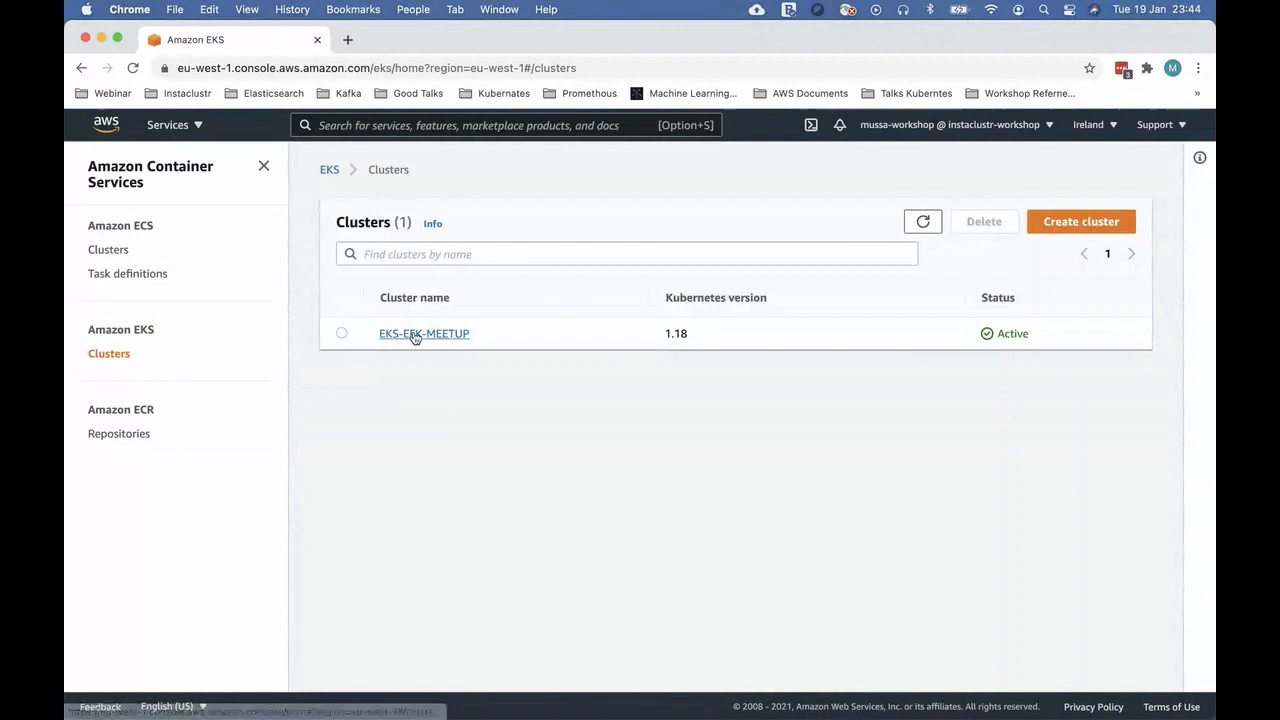 Chrome File Edit View History Bookmarks People Tab Window Help Tue 19 Jan 23:44
Amazon EKS
eu-west-1.console.aws.amazon.com/eks/home?region=eu-west-1#/clusters
3 M
Webinar Instaclustr Elasticsearch Kafka Good Talks Kubernates Promethous Machine Learning... AWS Documents Talks Kuberntes Workshop Referne... »
aws Services Search for services, features, marketplace products, and docs [Option+S] mussa-workshop @ instaclustr-workshop Ireland Support
Amazon Container
Services
Amazon ECS
Clusters
Task definitions
Amazon EKS
Clusters
Amazon ECR
Repositories
EKS Clusters
Clusters (1) Info Delete Create cluster
Find clusters by name 1
Cluster name Kubernetes version Status
EKS-EFK-MEETUP 1.18 Active
Feedback English (US) © 2008 - 2021, Amazon Web Services, Inc. or its affiliates. All rights reserved. Privacy Policy Terms of Use